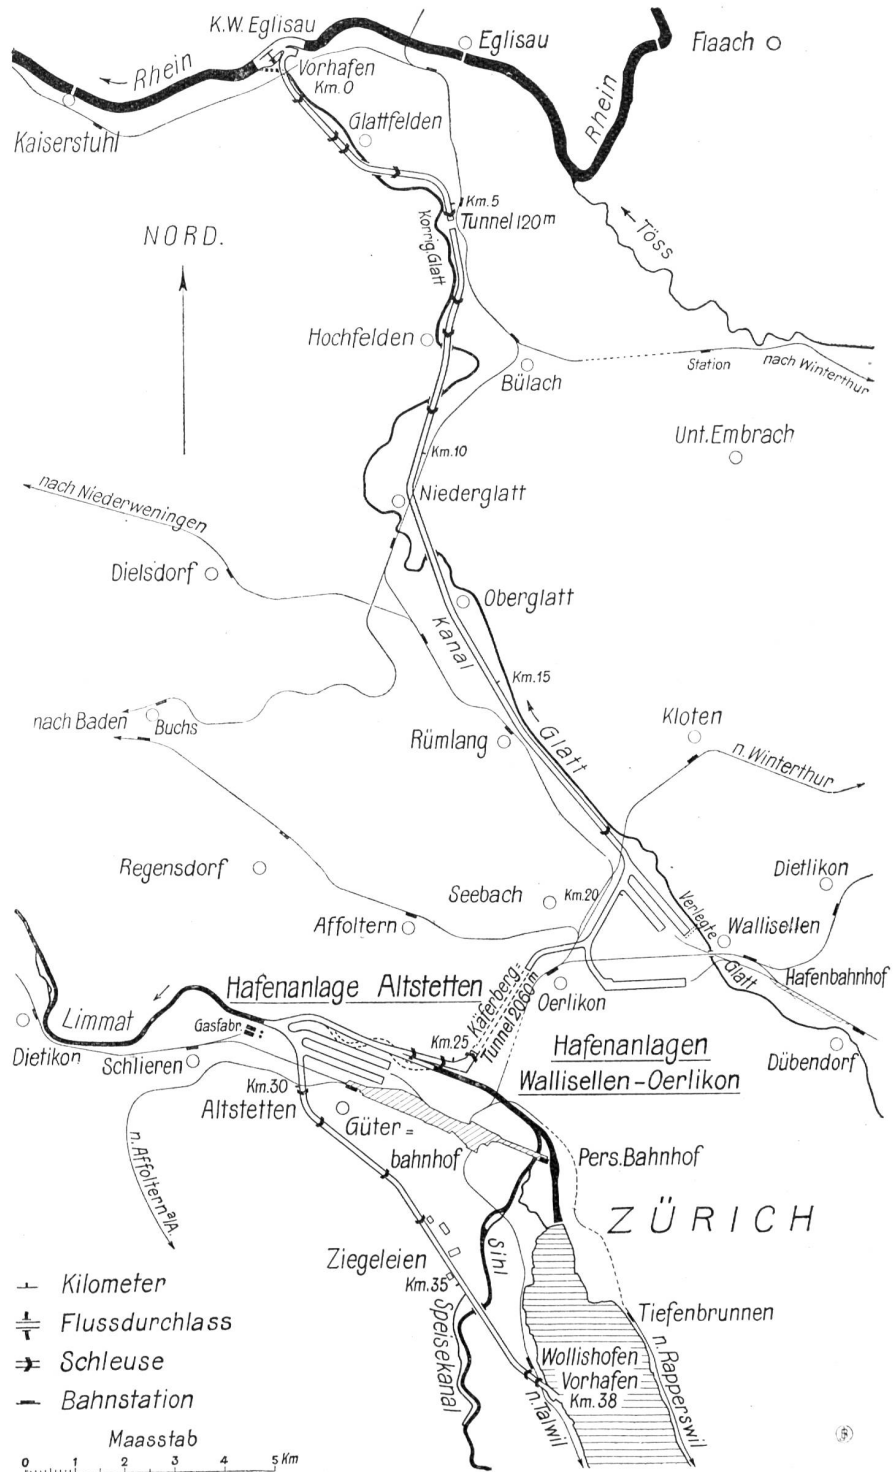 K.W. Eglisau
Eglisau
Flaach
Rhein
Vorhafen
Km. 0
Rhein
Kaiserstuhl
Glattfelden
Km. 5
Tunnel 120 m
Töss
NORD.
Korrig. Glatt
Hochfelden
Bülach
Station
nach Winterthur
Unt. Embrach
Km. 10
nach Niederweningen
Niederglatt
Dielsdorf
Oberglatt
Kanal
Km. 15
Glatt
nach Baden
Buchs
Rümlang
Kloten
n. Winterthur
Regensdorf
Seebach
Km. 20
Dietlikon
Affoltern
Verlegte
Glatt
Wallisellen
Hafenbahnhof
Hafenanlage Altstetten
Käferberg=
Tunnel 2060 m
Oerlikon
Limmat
Gasfabr.
Km. 25
Hafenanlagen
Wallisellen-Oerlikon
Dübendorf
Dietikon
Schlieren
Km. 30
Altstetten
Güter=
bahnhof
Pers. Bahnhof
n. Affoltern a/A.
ZÜRICH
Sihl
Ziegeleien
Km. 35
Speisekanal
Tiefenbrunnen
n. Rapperswil
Wollishofen
Vorhafen
Km. 38
n. Talwil
Kilometer
Flussdurchlass
Schleuse
Bahnstation
Maasstab
0 1 2 3 4 5 Km